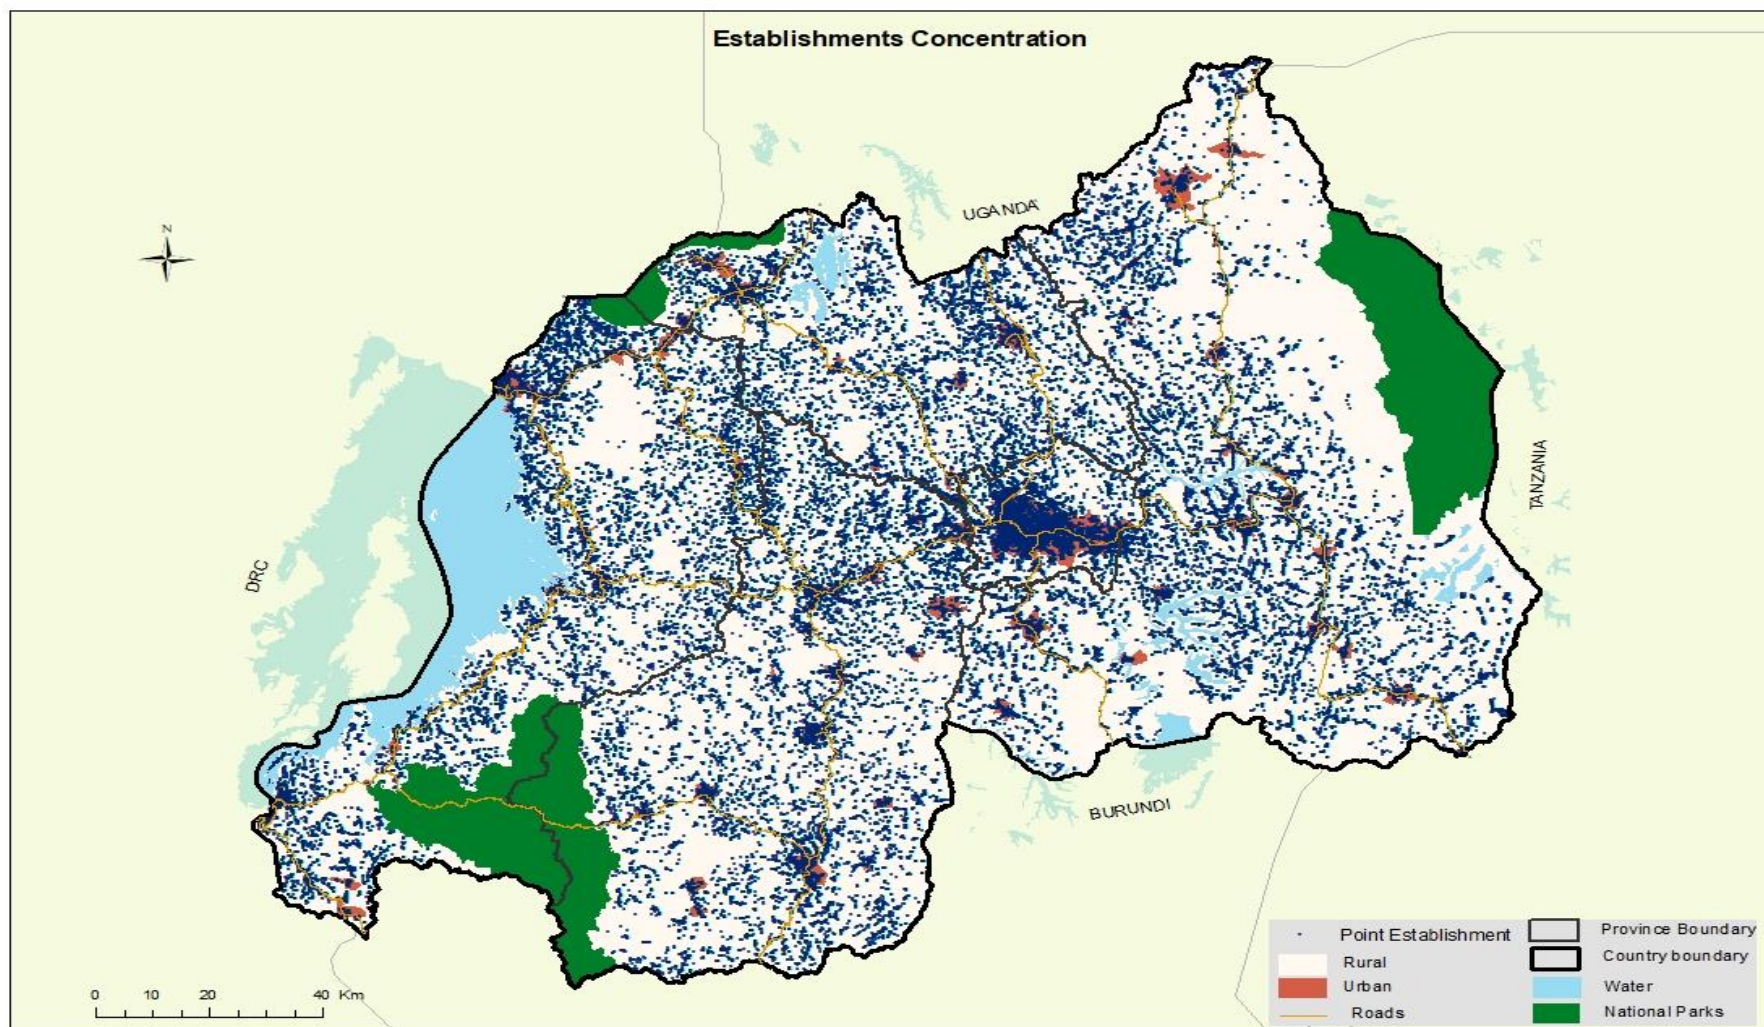 Establishments Concentration
UGANDA
N
TANZANIA
DRC
BURUNDI
Point Establishment
Province Boundary
Rural
Country boundary
Urban
Water
Roads
National Parks
0 10 20 40 Km